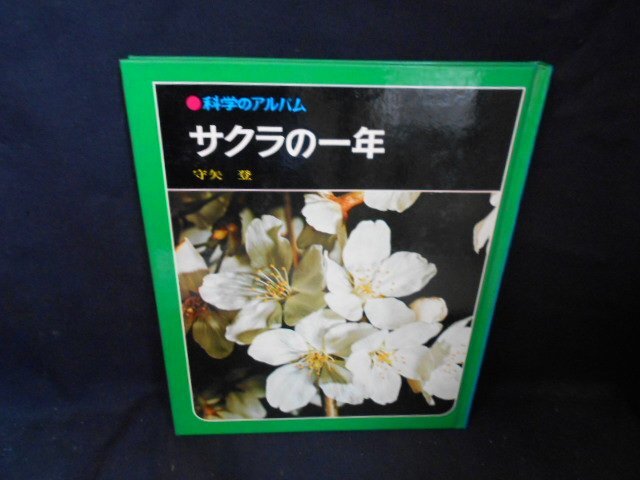 ●科学のアルバム
サクラの一年
守矢 登